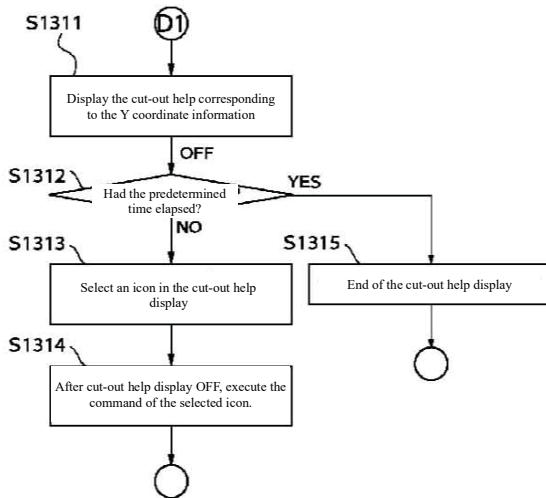 S1311
D1
Display the cut-out help corresponding
to the Y coordinate information
OFF
S1312
Had the predetermined
time elapsed?
YES
NO
S1313
Select an icon in the cut-out help
display
S1315
End of the cut-out help display
S1314
After cut-out help display OFF, execute the
command of the selected icon.